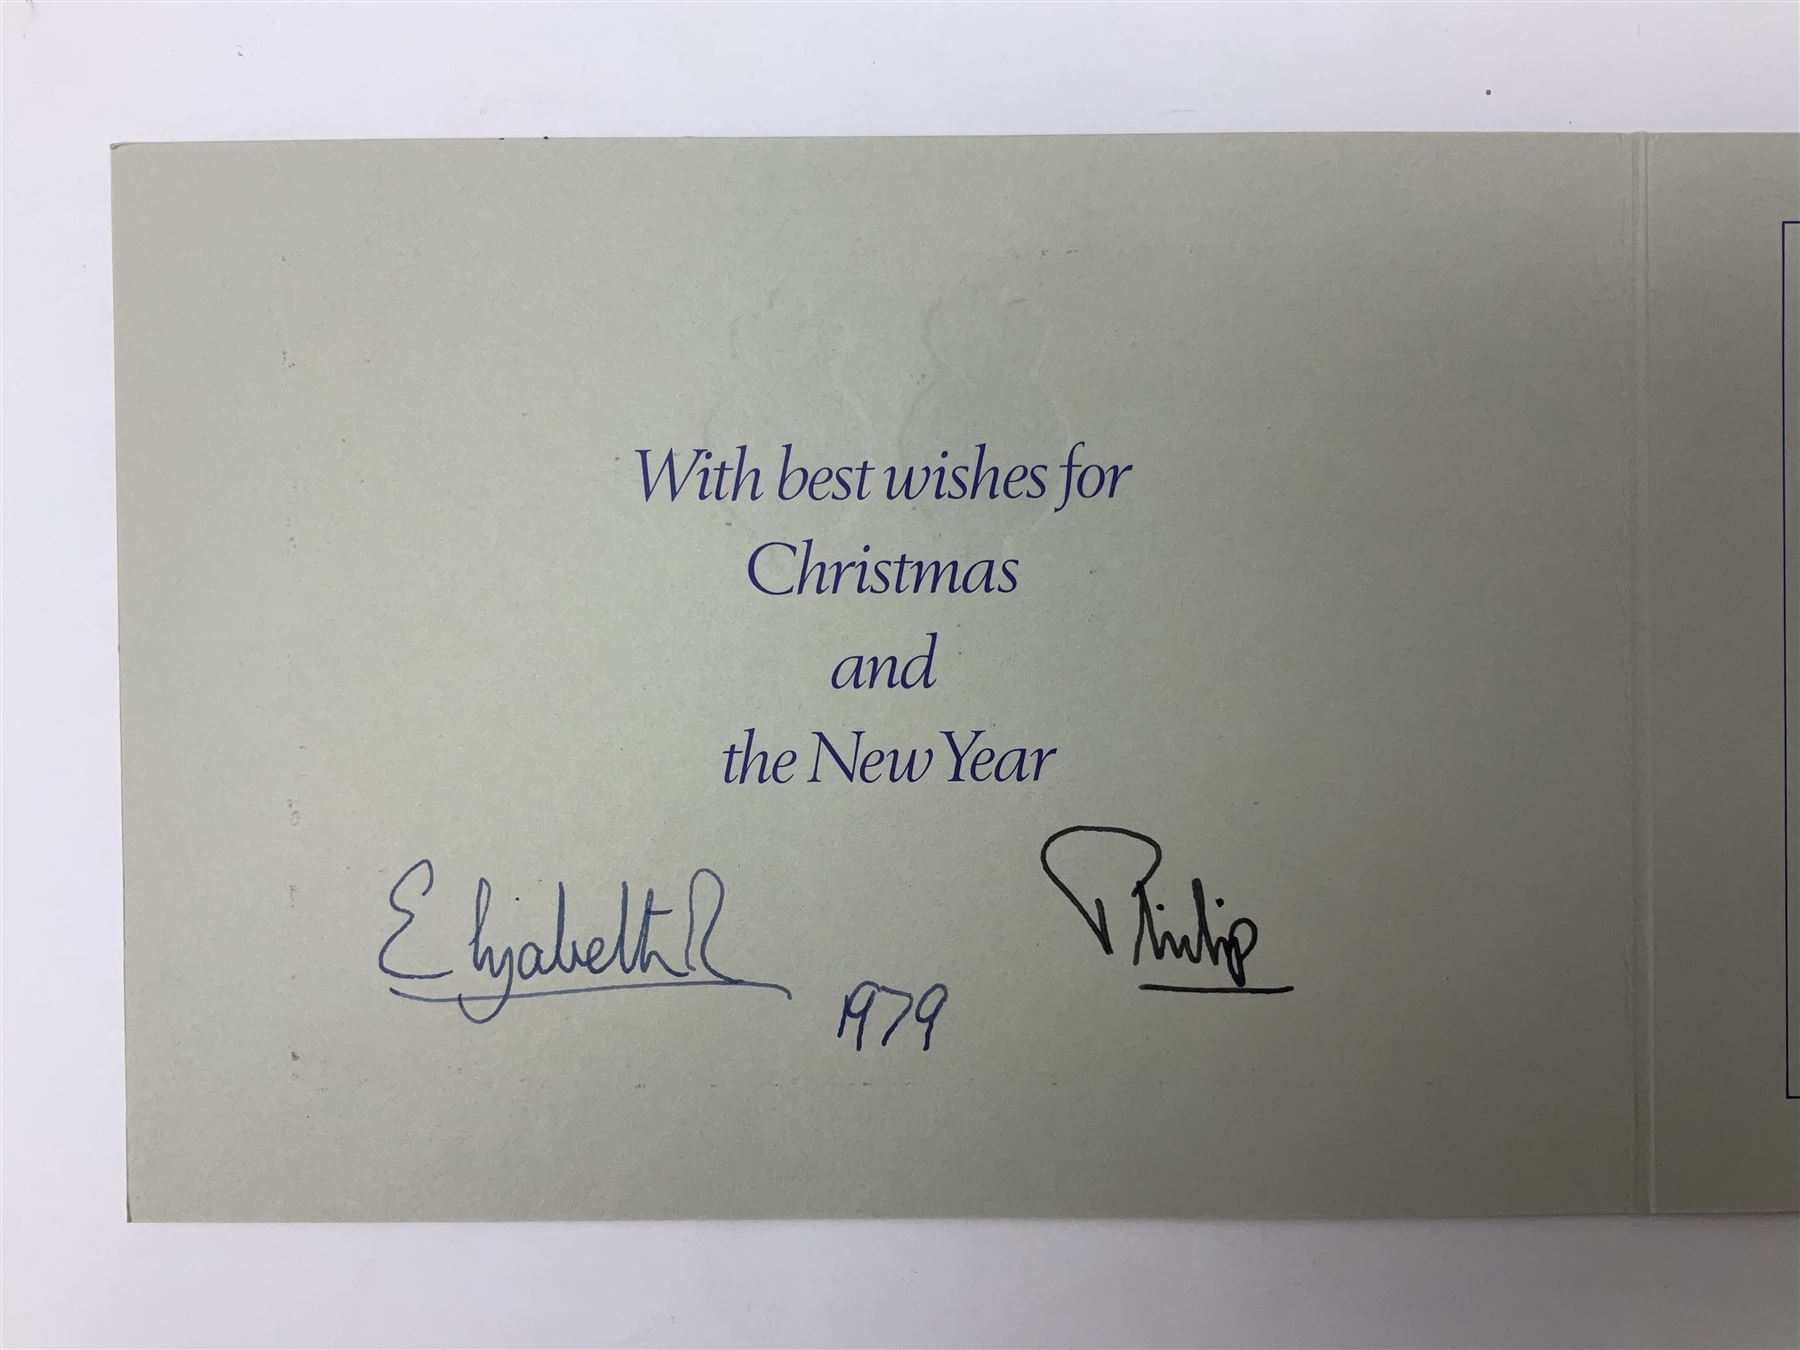 With best wishes for
Christmas
and
the New Year
Elizabeth R Philip
1979